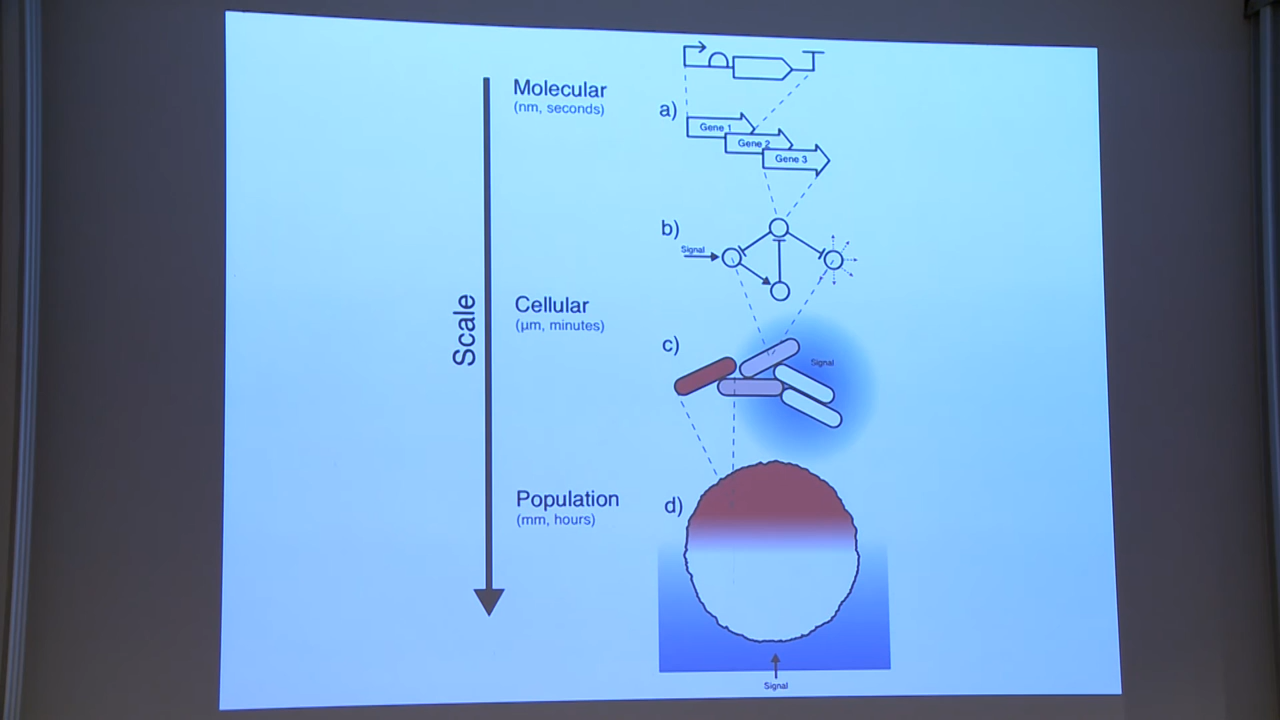 Molecular
(nm, seconds)
a)
Gene 1
Gene 2
Gene 3
b)
Signal
Scale
Cellular
(μm, minutes)
c)
Signal
Population
(mm, hours)
d)
Signal